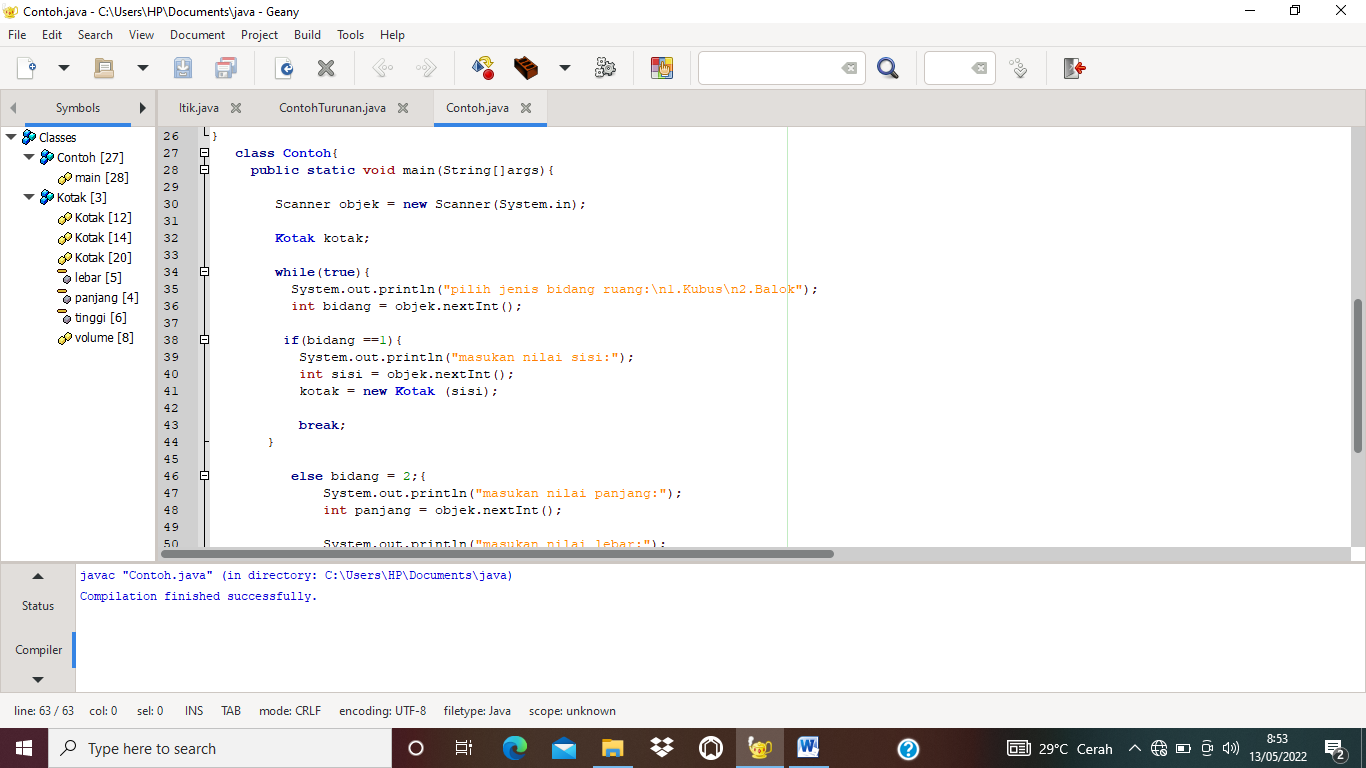 Contoh.java - C:\Users\HP\Documents\java - Geany
File Edit Search View Document Project Build Tools Help
Symbols
Itik.java ContohTurunan.java Contoh.java
Classes
Contoh [27]
main [28]
Kotak [3]
Kotak [12]
Kotak [14]
Kotak [20]
lebar [5]
panjang [4]
tinggi [6]
volume [8]
26 }
27 class Contoh{
28 public static void main(String[]args){
29
30 Scanner objek = new Scanner(System.in);
31
32 Kotak kotak;
33
34 while(true){
35 System.out.println("pilih jenis bidang ruang:\n1.Kubus\n2.Balok");
36 int bidang = objek.nextInt();
37
38 if(bidang ==1){
39 System.out.println("masukan nilai sisi:");
40 int sisi = objek.nextInt();
41 kotak = new Kotak (sisi);
42
43 break;
44 }
45
46 else bidang = 2;{
47 System.out.println("masukan nilai panjang:");
48 int panjang = objek.nextInt();
49
50 System.out.println("masukan nilai lebar:");
Status
Compiler
javac "Contoh.java" (in directory: C:\Users\HP\Documents\java)
Compilation finished successfully.
line: 63 / 63 col: 0 sel: 0 INS TAB mode: CRLF encoding: UTF-8 filetype: Java scope: unknown
Type here to search
29°C Cerah
8:53
13/05/2022
2